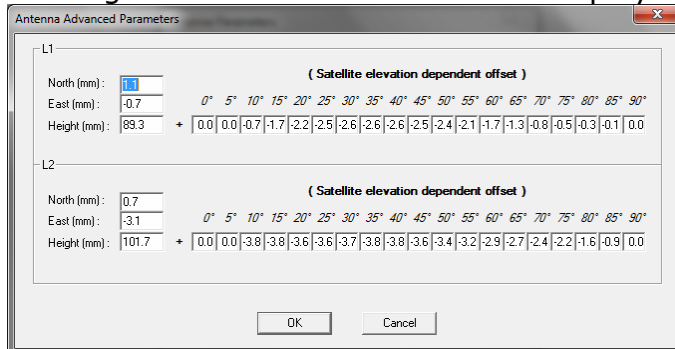 Antenna Advanced Parameters
L1
( Satellite elevation dependent offset )
North (mm) : 1.1
East (mm) : -0.7 0° 5° 10° 15° 20° 25° 30° 35° 40° 45° 50° 55° 60° 65° 70° 75° 80° 85° 90°
Height (mm) : 89.3 + 0.0 0.0 -0.7 -1.7 -2.2 -2.5 -2.6 -2.6 -2.6 -2.5 -2.4 -2.1 -1.7 -1.3 -0.8 -0.5 -0.3 -0.1 0.0
L2
( Satellite elevation dependent offset )
North (mm) : 0.7
East (mm) : -3.1 0° 5° 10° 15° 20° 25° 30° 35° 40° 45° 50° 55° 60° 65° 70° 75° 80° 85° 90°
Height (mm) : 101.7 + 0.0 0.0 -3.8 -3.8 -3.6 -3.6 -3.7 -3.8 -3.8 -3.6 -3.4 -3.2 -2.9 -2.7 -2.4 -2.2 -1.6 -0.9 0.0
OK Cancel